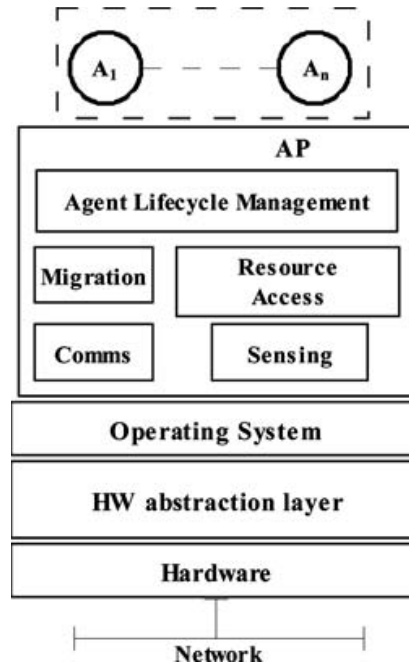 A1 An
AP
Agent Lifecycle Management
Migration
Resource
Access
Comms
Sensing
Operating System
HW abstraction layer
Hardware
Network